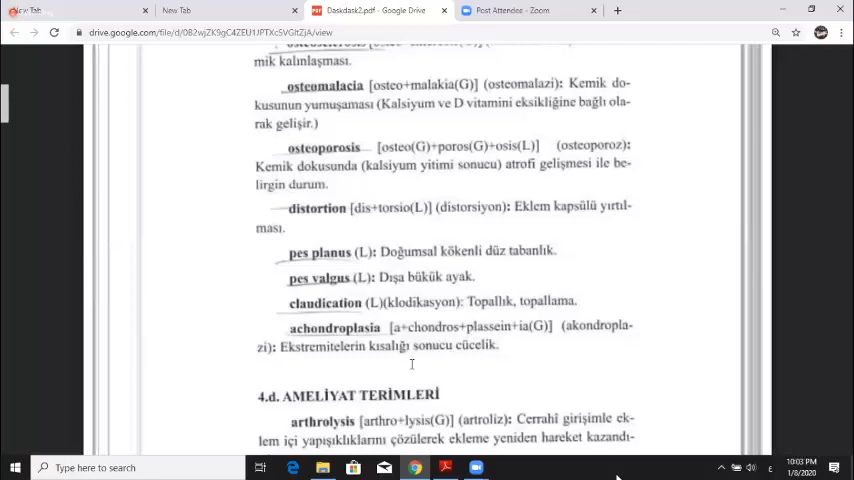 New Tab
New Tab
Daskdask2.pdf - Google Drive
Post Attendee - Zoom
drive.google.com/file/d/0B2wjZK9gC4ZEU1JPTXc5VGItZjA/view
mik kalınlaşması.
osteomalacia [osteo+malakia(G)] (osteomalazi): Kemik do-
kusunun yumuşaması (Kalsiyum ve D vitamini eksikliğine bağlı ola-
rak gelişir.)
osteoporosis [osteo(G)+poros(G)+osis(L)] (osteoporoz):
Kemik dokusunda (kalsiyum yitimi sonucu) atrofi gelişmesi ile be-
lirgin durum.
distortion [dis+torsio(L)] (distorsiyon): Eklem kapsülü yırtıl-
ması.
pes planus (L): Doğumsal kökenli düz tabanlık.
pes valgus (L): Dışa bükük ayak.
claudication (L)(klodikasyon): Topallık, topallama.
achondroplasia [a+chondros+plassein+ia(G)] (akondropla-
zi): Ekstremitelerin kısalığı sonucu cücelik.
4.d. AMELİYAT TERİMLERİ
arthrolysis [arthro+lysis(G)] (artroliz): Cerrahî girişimle ek-
lem içi yapışıklıklarını çözülerek ekleme yeniden hareket kazandı-
Type here to search
ع
10:03 PM
1/8/2020